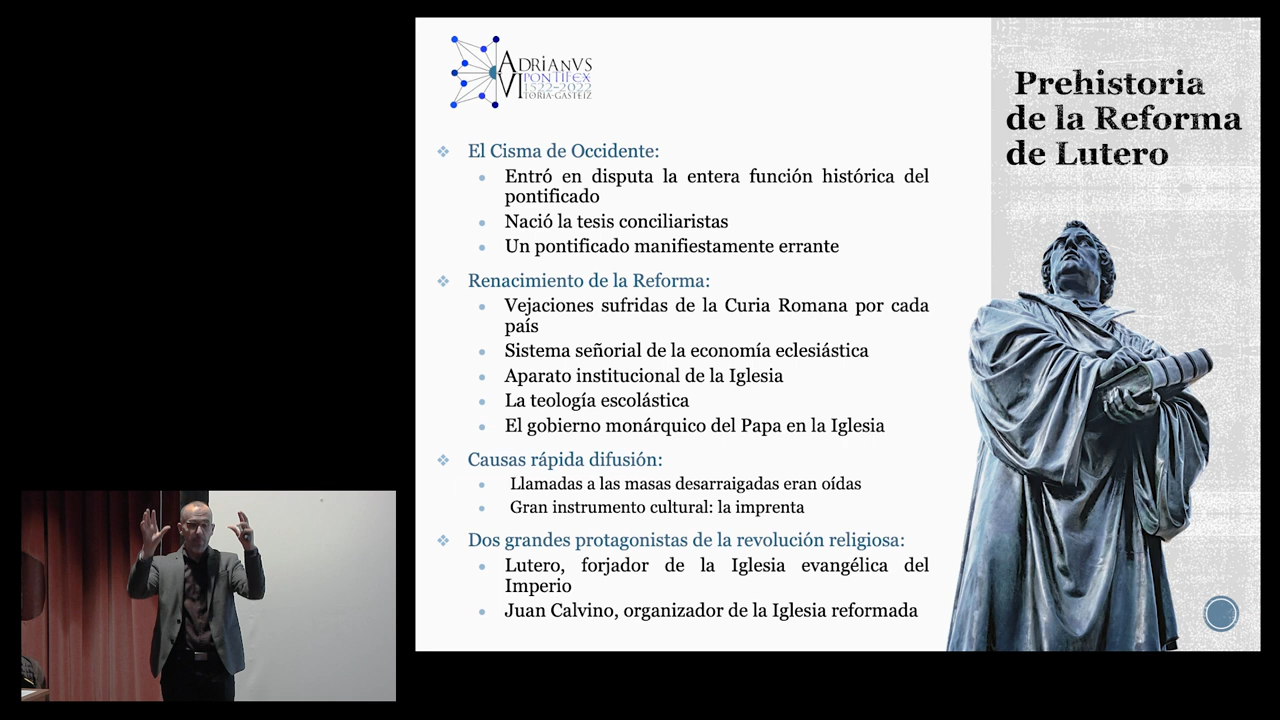 ADRIANVS
VI PONTIFEX
1522-2022
VITORIA-GASTEIZ
Prehistoria
de la Reforma
de Lutero
El Cisma de Occidente:
Entró en disputa la entera función histórica del
pontificado
Nació la tesis conciliaristas
Un pontificado manifiestamente errante
Renacimiento de la Reforma:
Vejaciones sufridas de la Curia Romana por cada
país
Sistema señorial de la economía eclesiástica
Aparato institucional de la Iglesia
La teología escolástica
El gobierno monárquico del Papa en la Iglesia
Causas rápida difusión:
Llamadas a las masas desarraigadas eran oídas
Gran instrumento cultural: la imprenta
Dos grandes protagonistas de la revolución religiosa:
Lutero, forjador de la Iglesia evangélica del
Imperio
Juan Calvino, organizador de la Iglesia reformada